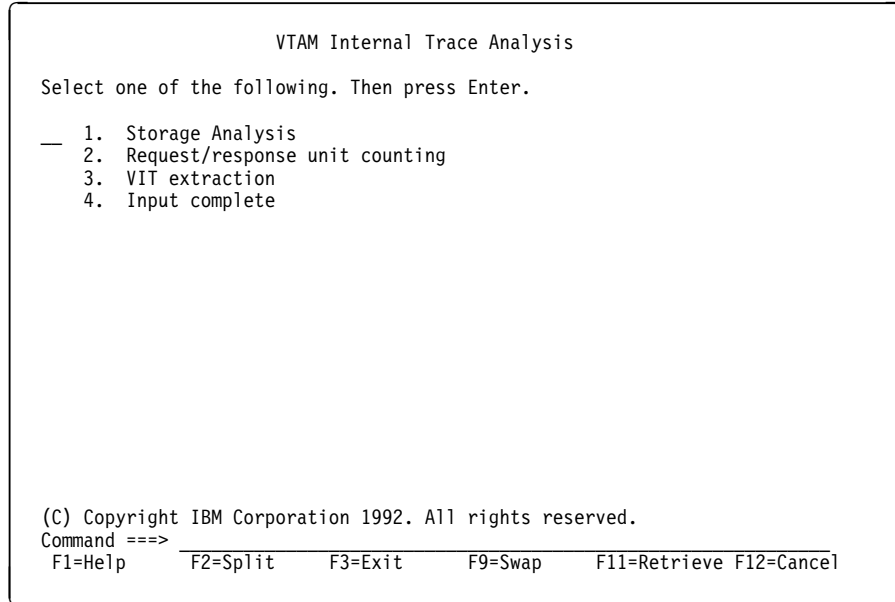 VTAM Internal Trace Analysis
Select one of the following. Then press Enter.
__ 1. Storage Analysis
2. Request/response unit counting
3. VIT extraction
4. Input complete
(C) Copyright IBM Corporation 1992. All rights reserved.
Command ===> 
F1=Help F2=Split F3=Exit F9=Swap F11=Retrieve F12=Cancel